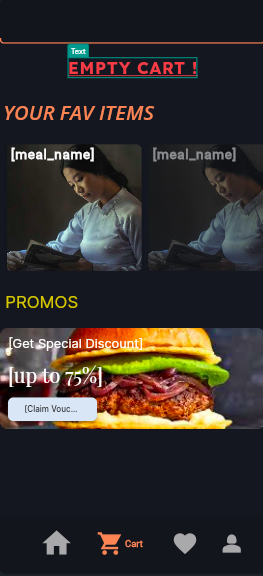 Text
EMPTY CART !
YOUR FAV ITEMS
[meal_name]
[meal_name]
PROMOS
[Get Special Discount]
[up to 75%]
[Claim Vouc...
Cart